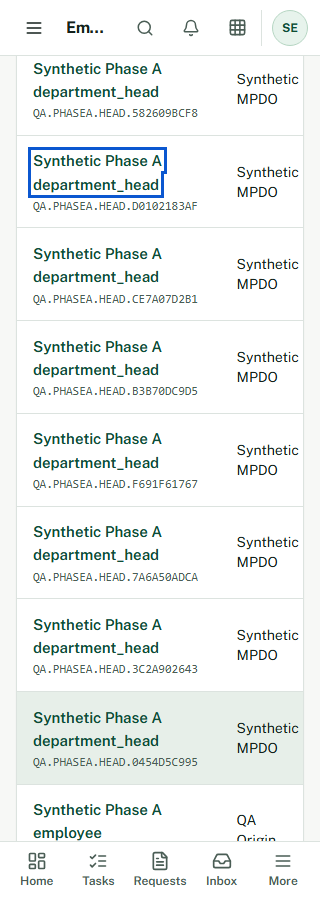 Em...
SE
Synthetic Phase A
department_head
QA.PHASEA.HEAD.582609BCF8
Synthetic
MPDO
Synthetic Phase A
department_head
QA.PHASEA.HEAD.D0102183AF
Synthetic
MPDO
Synthetic Phase A
department_head
QA.PHASEA.HEAD.CE7A07D2B1
Synthetic
MPDO
Synthetic Phase A
department_head
QA.PHASEA.HEAD.B3B70DC9D5
Synthetic
MPDO
Synthetic Phase A
department_head
QA.PHASEA.HEAD.F691F61767
Synthetic
MPDO
Synthetic Phase A
department_head
QA.PHASEA.HEAD.7A6A50ADCA
Synthetic
MPDO
Synthetic Phase A
department_head
QA.PHASEA.HEAD.3C2A902643
Synthetic
MPDO
Synthetic Phase A
department_head
QA.PHASEA.HEAD.0454D5C995
Synthetic
MPDO
Synthetic Phase A
employee
QA
Origin
Home
Tasks
Requests
Inbox
More